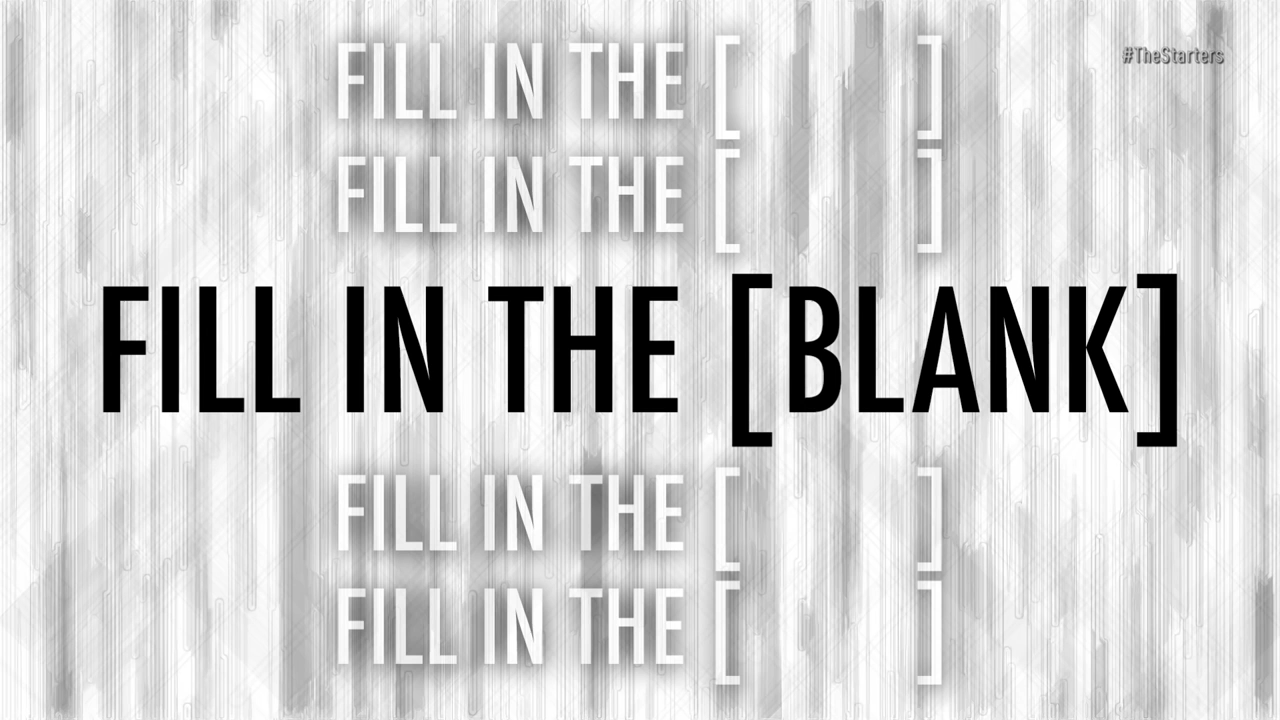 #TheStarters
FILL IN THE [ ]
FILL IN THE [ ]
FILL IN THE [BLANK]
FILL IN THE [ ]
FILL IN THE [ ]